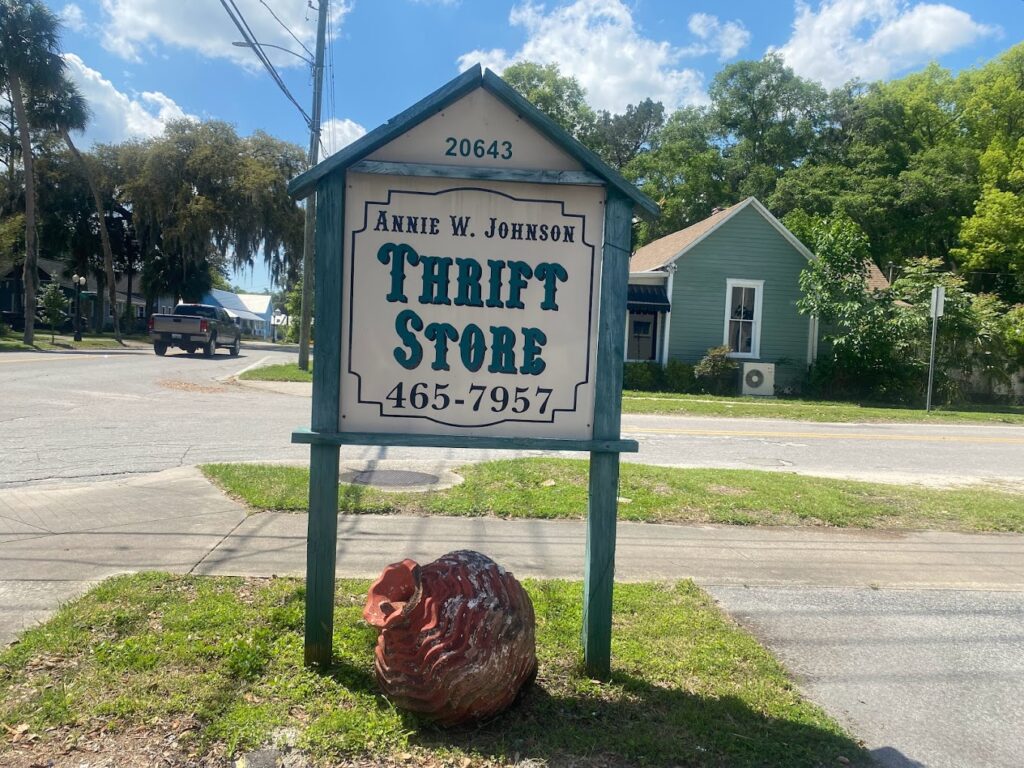 20643
ANNIE W. JOHNSON
THRIFT
STORE
465-7957